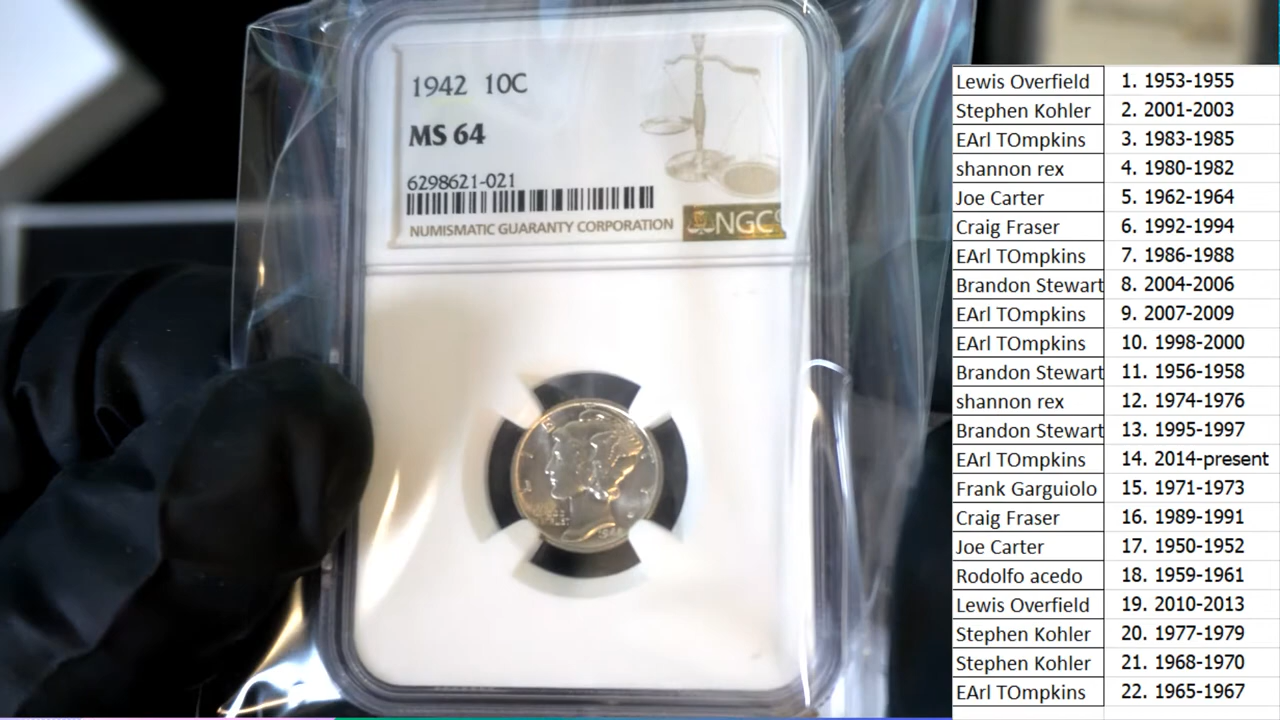 1942 10C
MS 64
6298621-021
NUMISMATIC GUARANTY CORPORATION NGC
Lewis Overfield 1. 1953-1955
Stephen Kohler 2. 2001-2003
EArl TOmpkins 3. 1983-1985
shannon rex 4. 1980-1982
Joe Carter 5. 1962-1964
Craig Fraser 6. 1992-1994
EArl TOmpkins 7. 1986-1988
Brandon Stewart 8. 2004-2006
EArl TOmpkins 9. 2007-2009
EArl TOmpkins 10. 1998-2000
Brandon Stewart 11. 1956-1958
shannon rex 12. 1974-1976
Brandon Stewart 13. 1995-1997
EArl TOmpkins 14. 2014-present
Frank Garguiolo 15. 1971-1973
Craig Fraser 16. 1989-1991
Joe Carter 17. 1950-1952
Rodolfo acedo 18. 1959-1961
Lewis Overfield 19. 2010-2013
Stephen Kohler 20. 1977-1979
Stephen Kohler 21. 1968-1970
EArl TOmpkins 22. 1965-1967